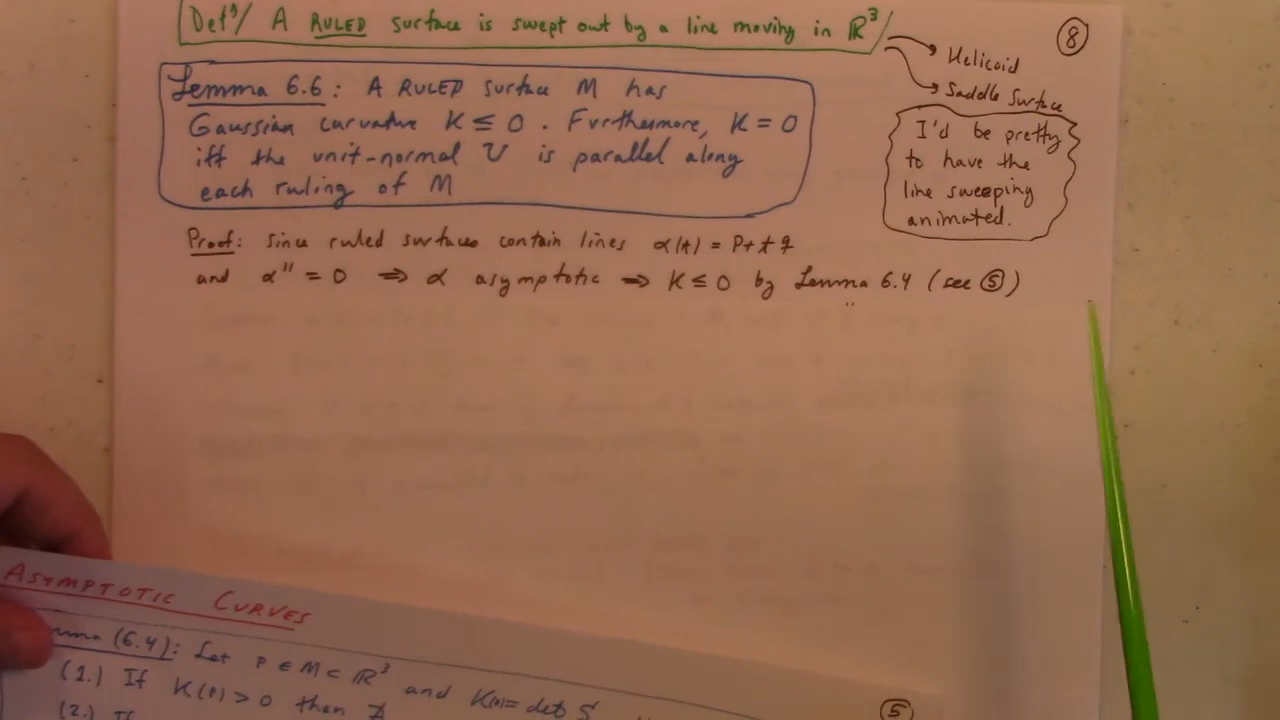 Def⁹/ A RULED surface is swept out by a line moving in ℝ³/
⑧
→ Helicoid
→ Saddle Surface
Lemma 6.6: A RULED surface M has
Gaussian curvature K ≤ 0. Furthermore, K = 0
iff the unit-normal U is parallel along
each ruling of M
I'd be pretty
to have the
line sweeping
animated.
Proof: Since ruled surfaces contain lines α(t) = p + t q
and α'' = 0 ⇒ α asymptotic ⇒ K ≤ 0 by Lemma 6.4 (see ⑤)
ASYMPTOTIC CURVES
(6.4): Let p ∈ M ⊂ ℝ³ and K(p) = det S
(1.) If K(p) > 0 then ∄
(2.) If
⑤